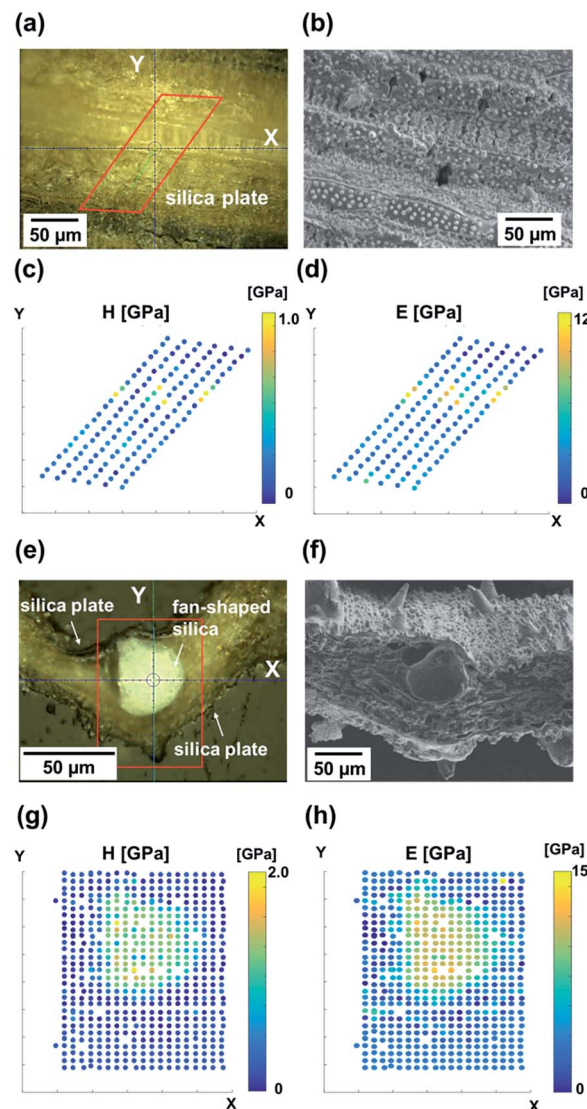 (a)
Y
X
silica plate
50 µm
(b)
50 µm
(c)
H [GPa]
[GPa]
Y
1.0
0
X
(d)
E [GPa]
[GPa]
Y
12
0
X
(e)
Y
silica plate
fan-shaped
silica
X
silica plate
50 µm
(f)
50 µm
(g)
H [GPa]
[GPa]
Y
2.0
0
X
(h)
E [GPa]
[GPa]
Y
15
0
X